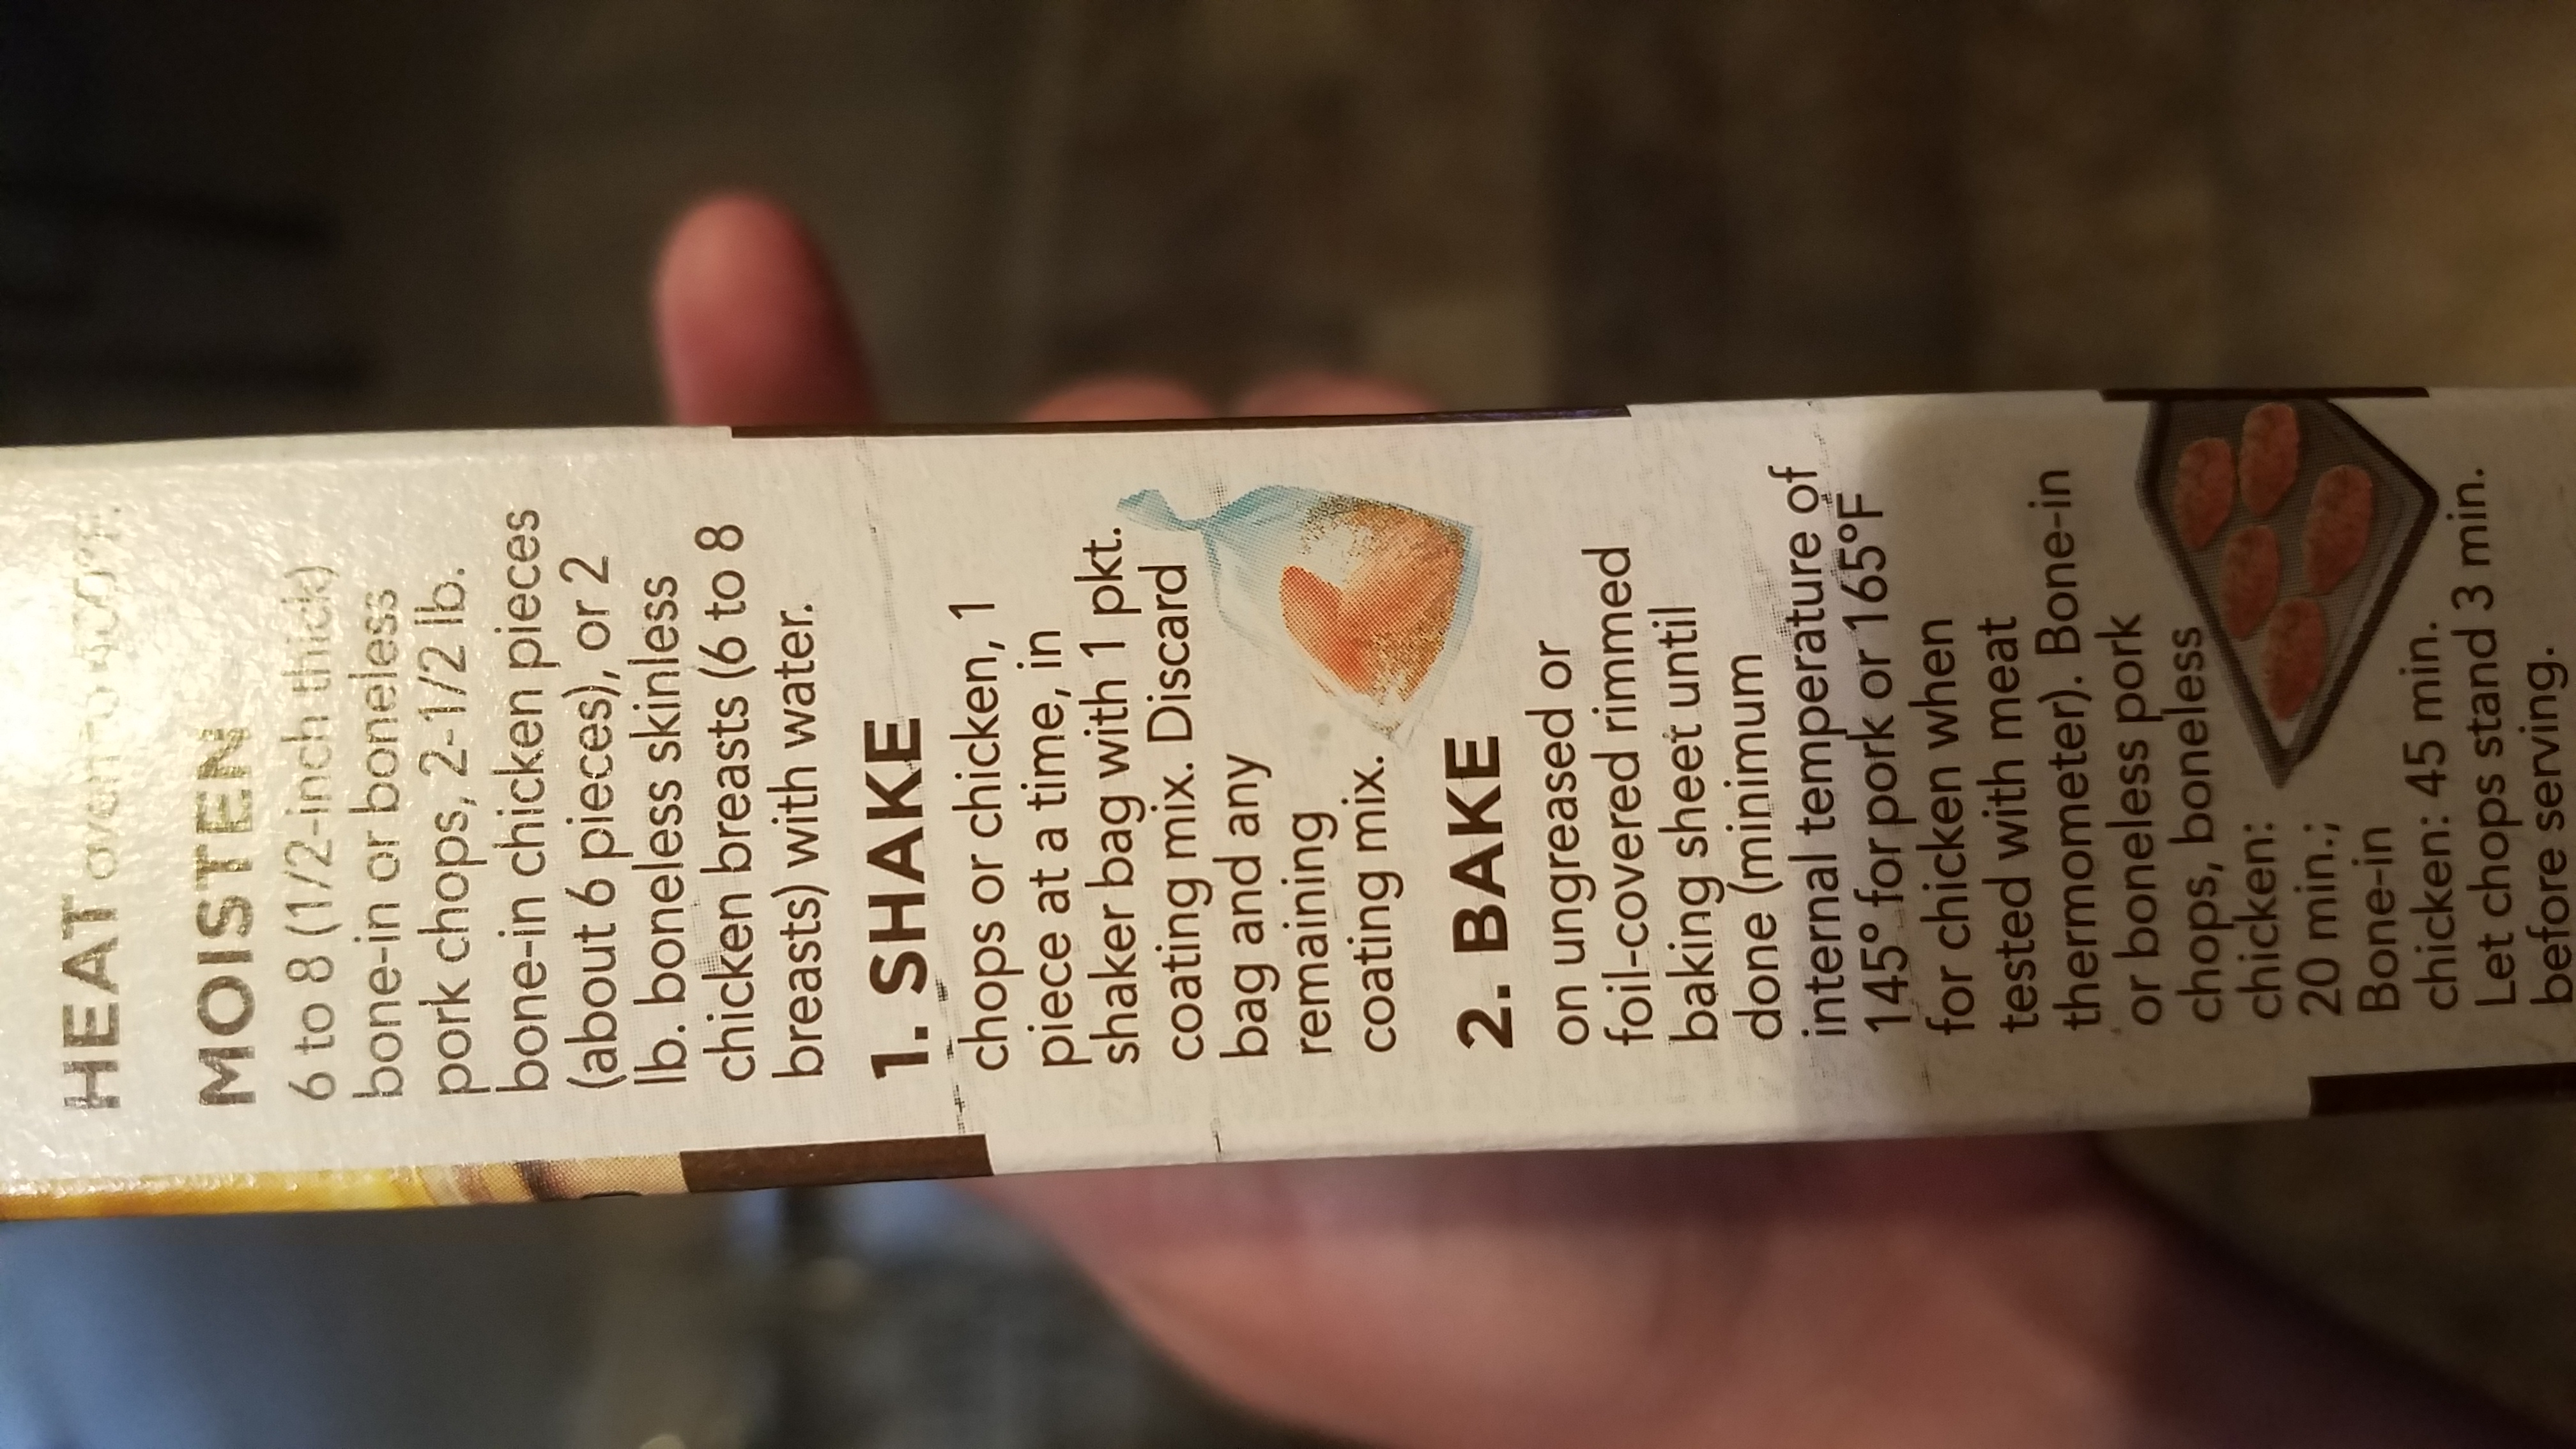 HEAT oven to 400°F.
MOISTEN
6 to 8 (1/2-inch thick)
bone-in or boneless
pork chops, 2-1/2 lb.
bone-in chicken pieces
(about 6 pieces), or 2
lb. boneless skinless
chicken breasts (6 to 8
breasts) with water.
1. SHAKE
chops or chicken, 1
piece at a time, in
shaker bag with 1 pkt.
coating mix. Discard
bag and any
remaining
coating mix.
2. BAKE
on ungreased or
foil-covered rimmed
baking sheet until
done (minimum
internal temperature of
145° for pork or 165°F
for chicken when
tested with meat
thermometer). Bone-in
or boneless pork
chops, boneless
chicken:
20 min.;
Bone-in
chicken: 45 min.
Let chops stand 3 min.
before serving.